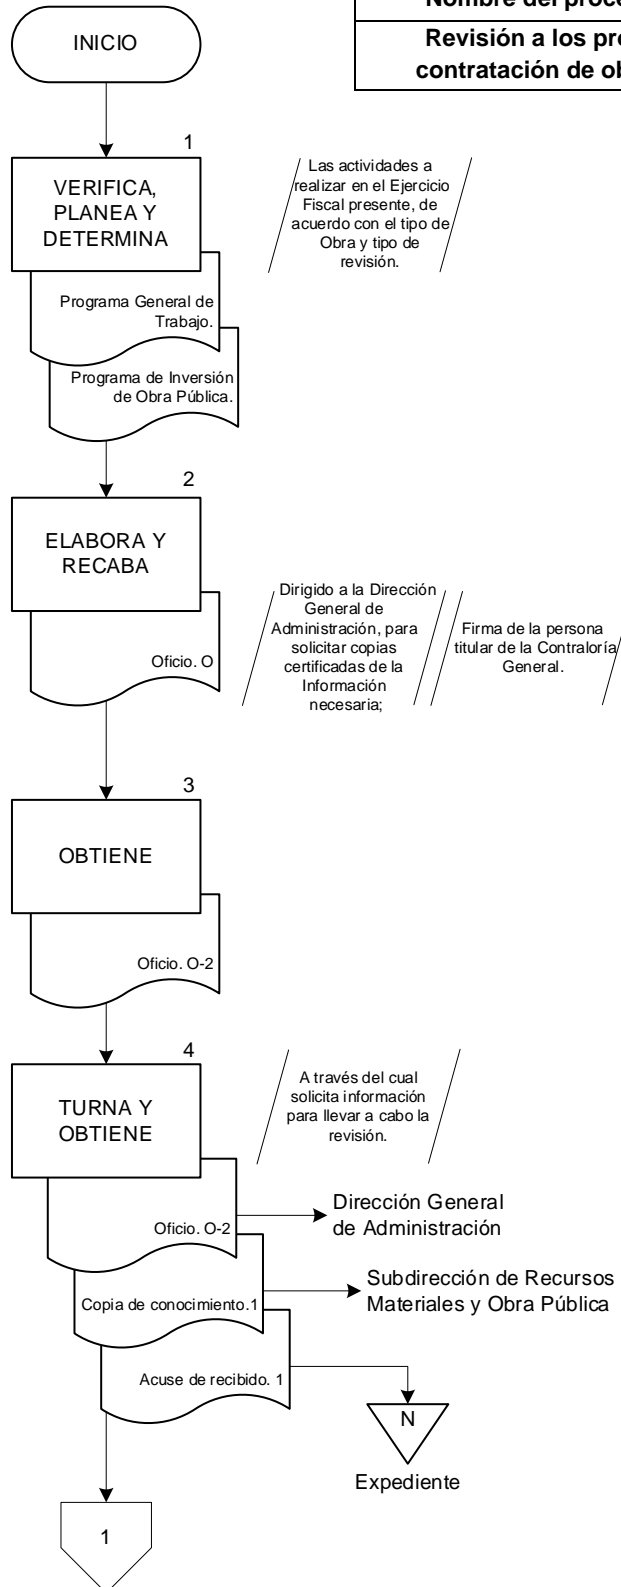 Nombre del proce
Revisión a los pro
contratación de ob
INICIO
1
VERIFICA,
PLANEA Y
DETERMINA
Las actividades a
realizar en el Ejercicio
Fiscal presente, de
acuerdo con el tipo de
Obra y tipo de
revisión.
Programa General de
Trabajo.
Programa de Inversión
de Obra Pública.
2
ELABORA Y
RECABA
Oficio. O
Dirigido a la Dirección
General de
Administración, para
solicitar copias
certificadas de la
Información
necesaria;
Firma de la persona
titular de la Contraloría
General.
3
OBTIENE
Oficio. O-2
4
TURNA Y
OBTIENE
A través del cual
solicita información
para llevar a cabo la
revisión.
Oficio. O-2
Dirección General
de Administración
Copia de conocimiento.1
Subdirección de Recursos
Materiales y Obra Pública
Acuse de recibido. 1
N
Expediente
1